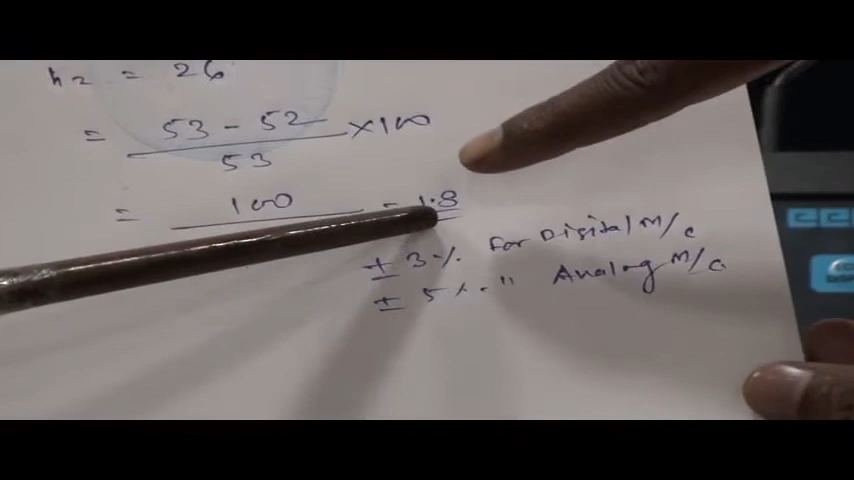 h2 = 26
= 53 - 52 / 53 × 100
= 100 = 1.8
± 3% For Digital M/c
± 5%. " Analog M/c